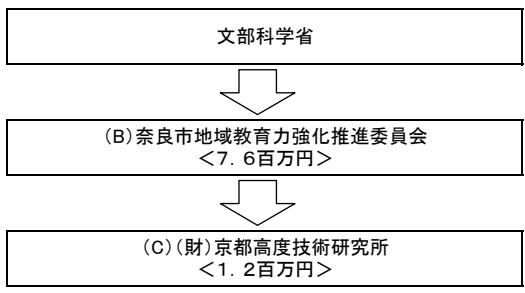 文部科学省
(B)奈良市地域教育力強化推進委員会
<7．6百万円>
(C)(財)京都高度技術研究所
<1．2百万円>